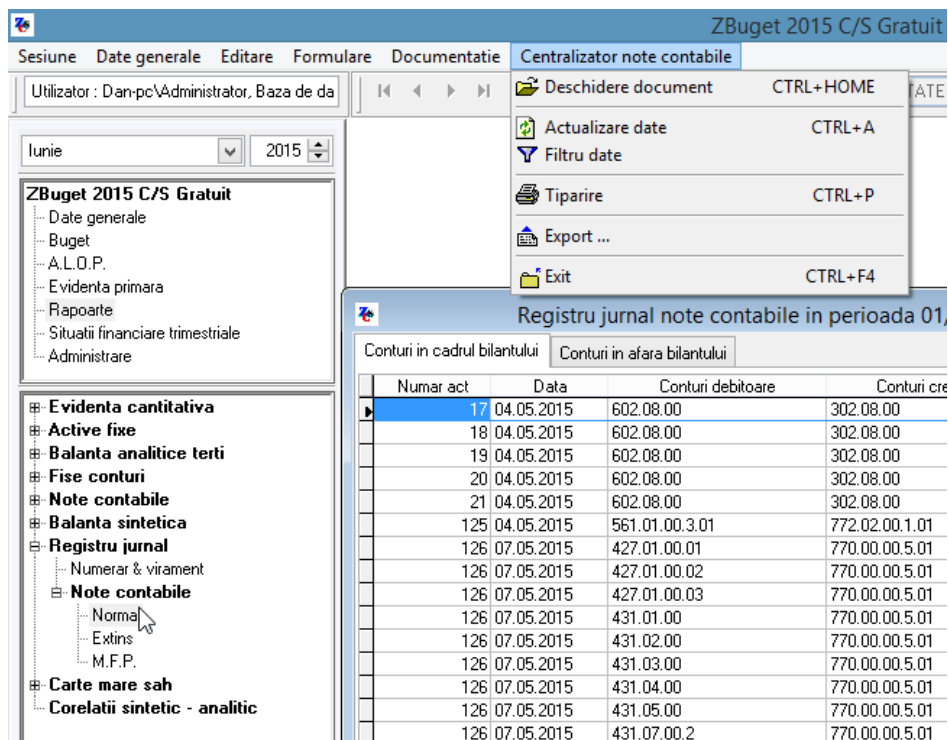 ZBuget 2015 C/S Gratuit
Sesiune Date generale Editare Formulare Documentatie Centralizator note contabile
Utilizator : Dan-pc\Administrator, Baza de da
Deschidere document CTRL+HOME
Actualizare date CTRL+A
Filtru date
Tiparire CTRL+P
Export ...
Exit CTRL+F4
Iunie 2015
ZBuget 2015 C/S Gratuit
Date generale
Buget
A.L.O.P.
Evidenta primara
Rapoarte
Situatii financiare trimestriale
Administrare
Evidenta cantitativa
Active fixe
Balanta analitice terti
Fise conturi
Note contabile
Balanta sintetica
Registru jurnal
Numerar & virament
Note contabile
Normal
Extins
M.F.P.
Carte mare sah
Corelatii sintetic - analitic
Registru jurnal note contabile in perioada 01/
Conturi in cadrul bilantului Conturi in afara bilantului
Numar act Data Conturi debitoare Conturi cre
17 04.05.2015 602.08.00 302.08.00
18 04.05.2015 602.08.00 302.08.00
19 04.05.2015 602.08.00 302.08.00
20 04.05.2015 602.08.00 302.08.00
21 04.05.2015 602.08.00 302.08.00
125 04.05.2015 561.01.00.3.01 772.02.00.1.01
126 07.05.2015 427.01.00.01 770.00.00.5.01
126 07.05.2015 427.01.00.02 770.00.00.5.01
126 07.05.2015 427.01.00.03 770.00.00.5.01
126 07.05.2015 431.01.00 770.00.00.5.01
126 07.05.2015 431.02.00 770.00.00.5.01
126 07.05.2015 431.03.00 770.00.00.5.01
126 07.05.2015 431.04.00 770.00.00.5.01
126 07.05.2015 431.05.00 770.00.00.5.01
126 07.05.2015 431.07.00.2 770.00.00.5.01